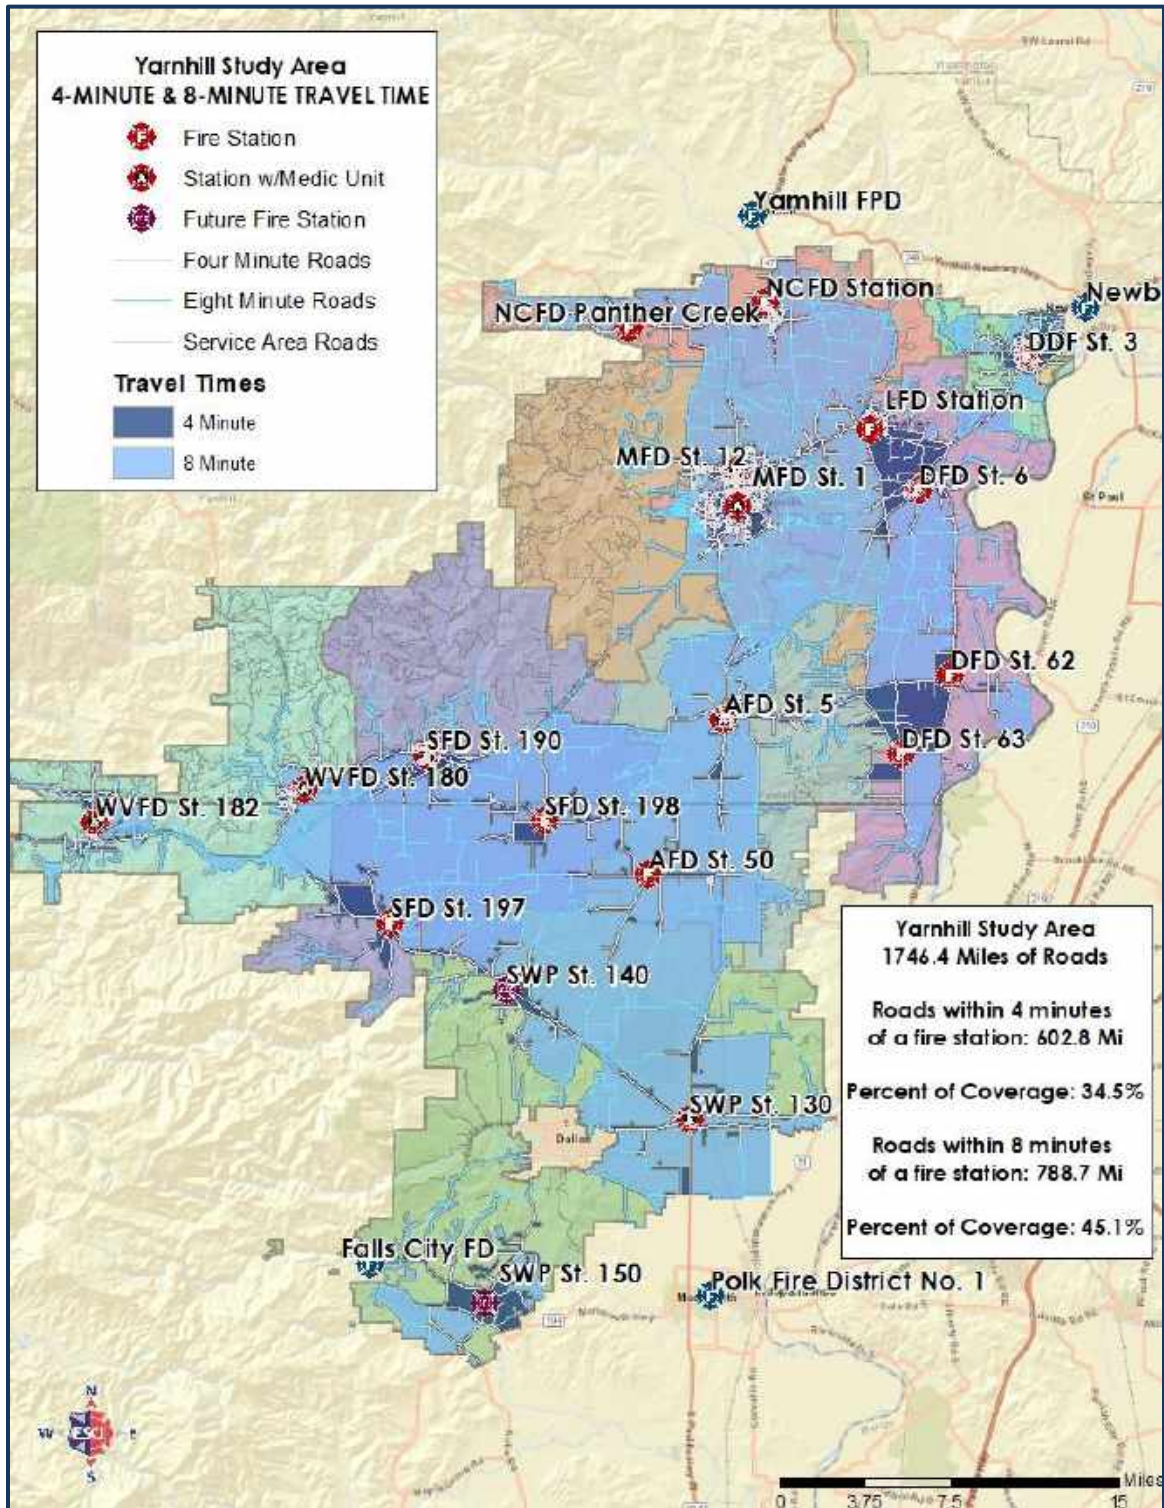 Yarnhill Study Area
4-MINUTE & 8-MINUTE TRAVEL TIME
Fire Station
Station w/Medic Unit
Future Fire Station
Four Minute Roads
Eight Minute Roads
Service Area Roads
Travel Times
4 Minute
8 Minute
Yamhill FPD
NCFD Station
NCFD Panther Creek
Newb
DDF St. 3
LFD Station
MFD St. 12
MFD St. 1
DFD St. 6
St Paul
DFD St. 62
AFD St. 5
DFD St. 63
SFD St. 190
WVFD St. 180
WVFD St. 182
SFD St. 198
AFD St. 50
SFD St. 197
SWP St. 140
SWP St. 130
Falls City FD
SWP St. 150
Polk Fire District No. 1
Yarnhill Study Area
1746.4 Miles of Roads
Roads within 4 minutes
of a fire station: 602.8 Mi
Percent of Coverage: 34.5%
Roads within 8 minutes
of a fire station: 788.7 Mi
Percent of Coverage: 45.1%
N
W
S
Miles
0 3.75 7.5 15